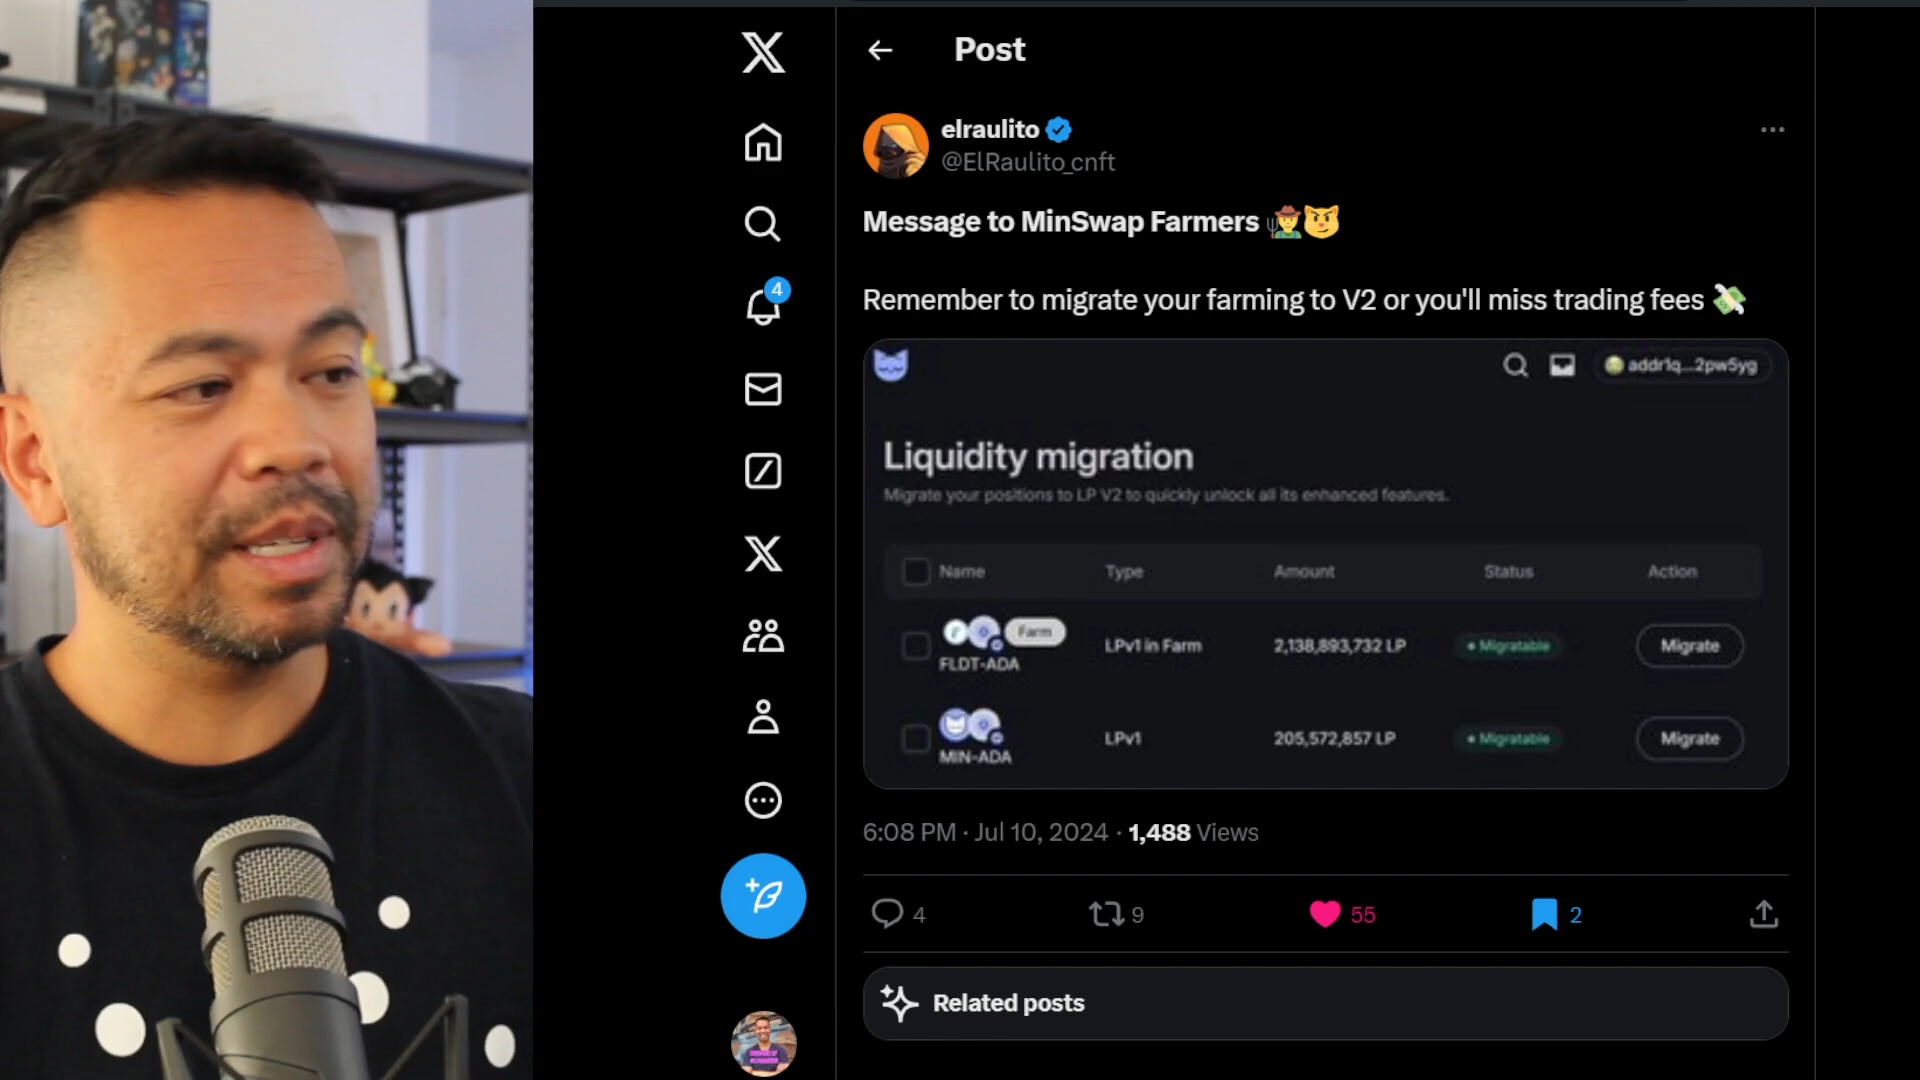 Post
elraulito
@ElRaulito_cnft
Message to MinSwap Farmers
Remember to migrate your farming to V2 or you'll miss trading fees
addr1q...2pw5yg
Liquidity migration
Migrate your positions to LP V2 to quickly unlock all its enhanced features.
Name Type Amount Status Action
Farm
FLDT-ADA LPv1 in Farm 2,138,893,732 LP Migratable Migrate
MIN-ADA LPv1 205,572,857 LP Migratable Migrate
6:08 PM · Jul 10, 2024 · 1,488 Views
4 9 55 2
Related posts
4